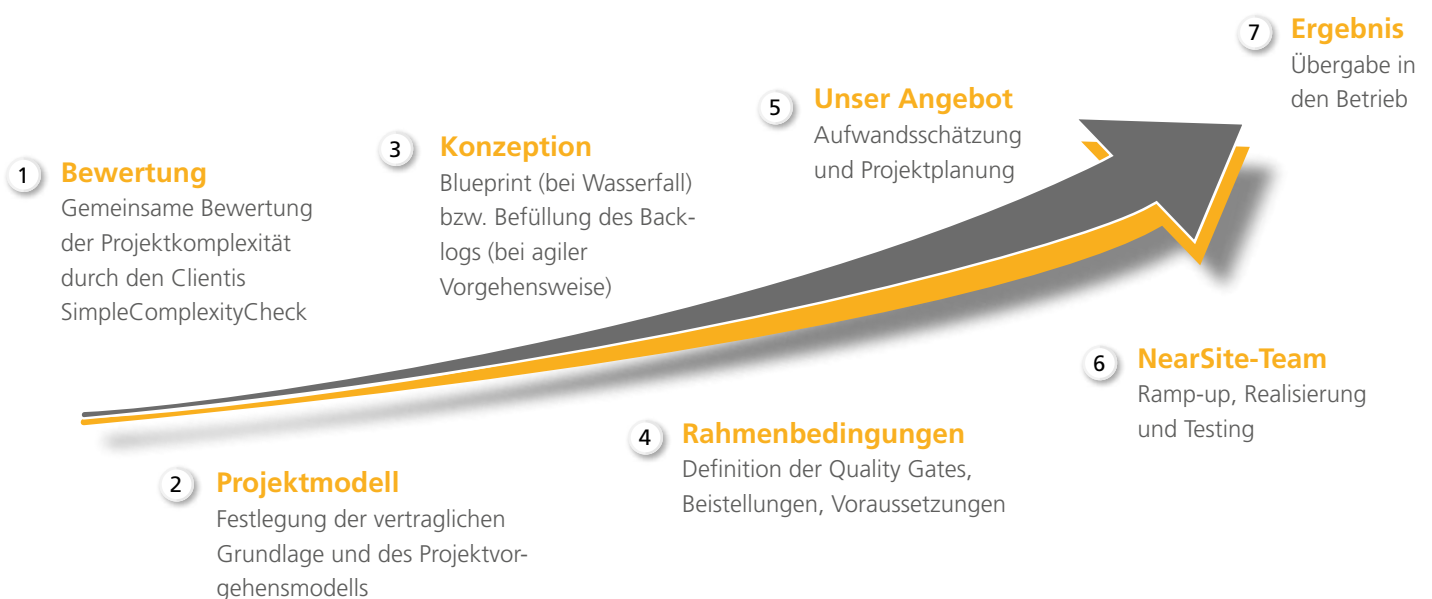 1
Bewertung
Gemeinsame Bewertung
der Projektkomplexität
durch den Clientis
SimpleComplexityCheck
2
Projektmodell
Festlegung der vertraglichen
Grundlage und des Projektvor-
gehensmodells
3
Konzeption
Blueprint (bei Wasserfall)
bzw. Befüllung des Back-
logs (bei agiler
Vorgehensweise)
4
Rahmenbedingungen
Definition der Quality Gates,
Beistellungen, Voraussetzungen
5
Unser Angebot
Aufwandsschätzung
und Projektplanung
6
NearSite-Team
Ramp-up, Realisierung
und Testing
7
Ergebnis
Übergabe in
den Betrieb